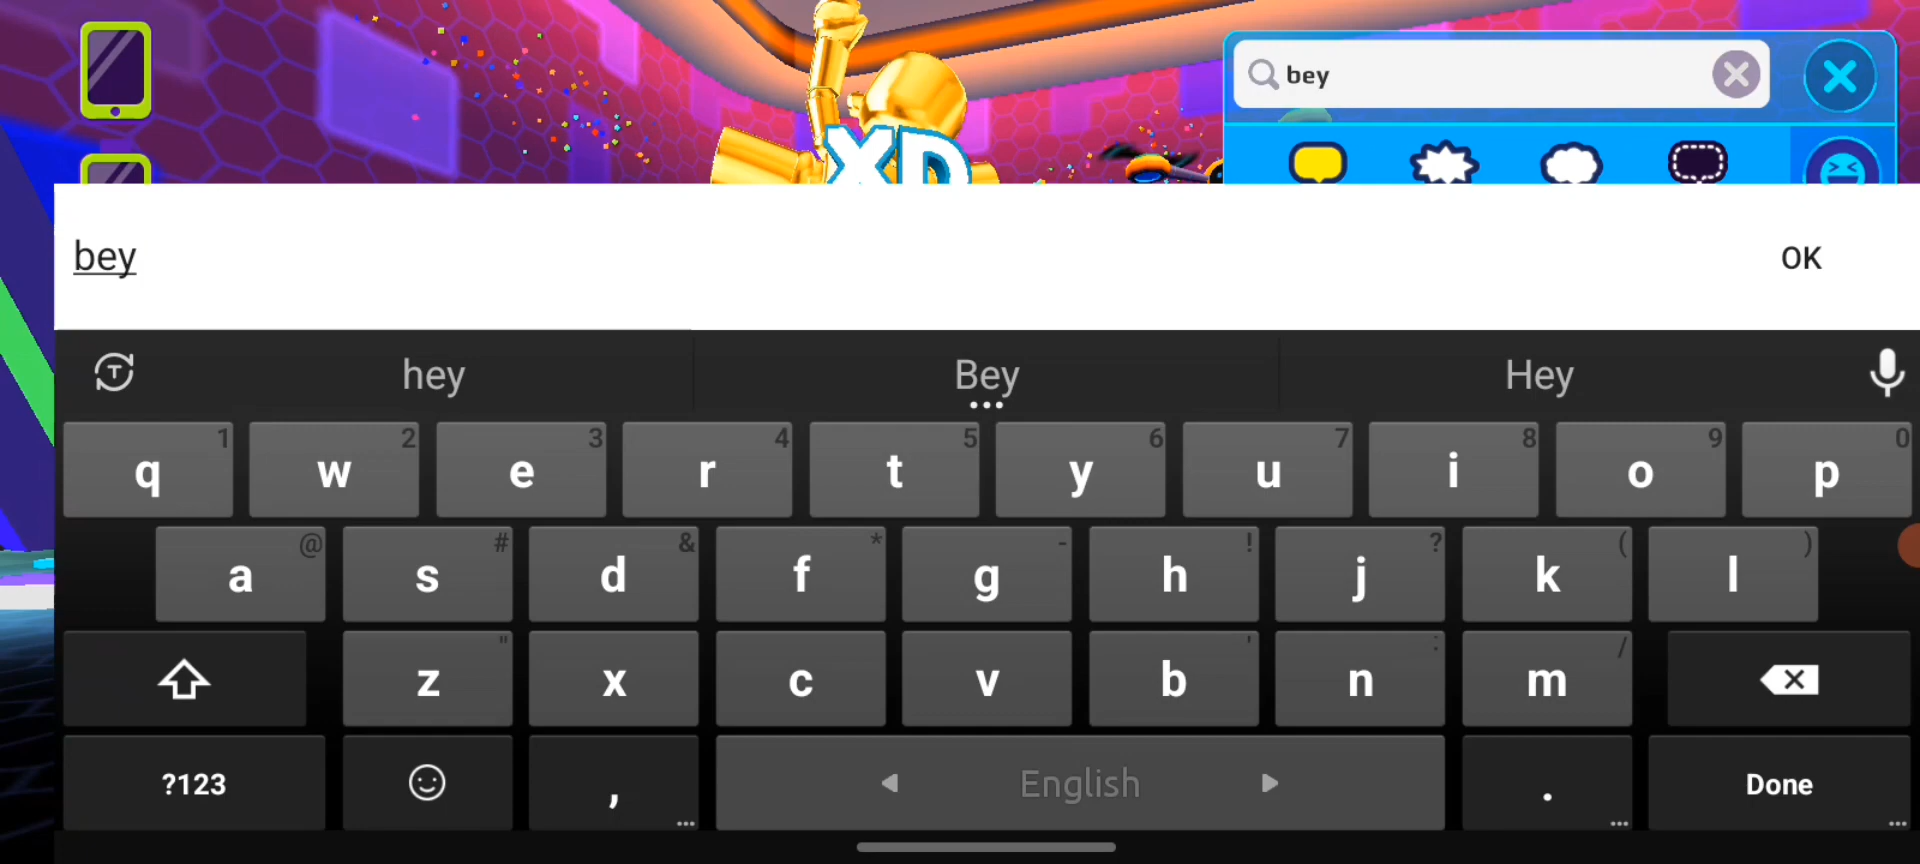 bey
XD
bey
OK
hey Bey Hey
1 2 3 4 5 6 7 8 9 0
q w e r t y u i o p
@ # & * - ! ? ( )
a s d f g h j k l
" ' : /
z x c v b n m
?123 , English . Done